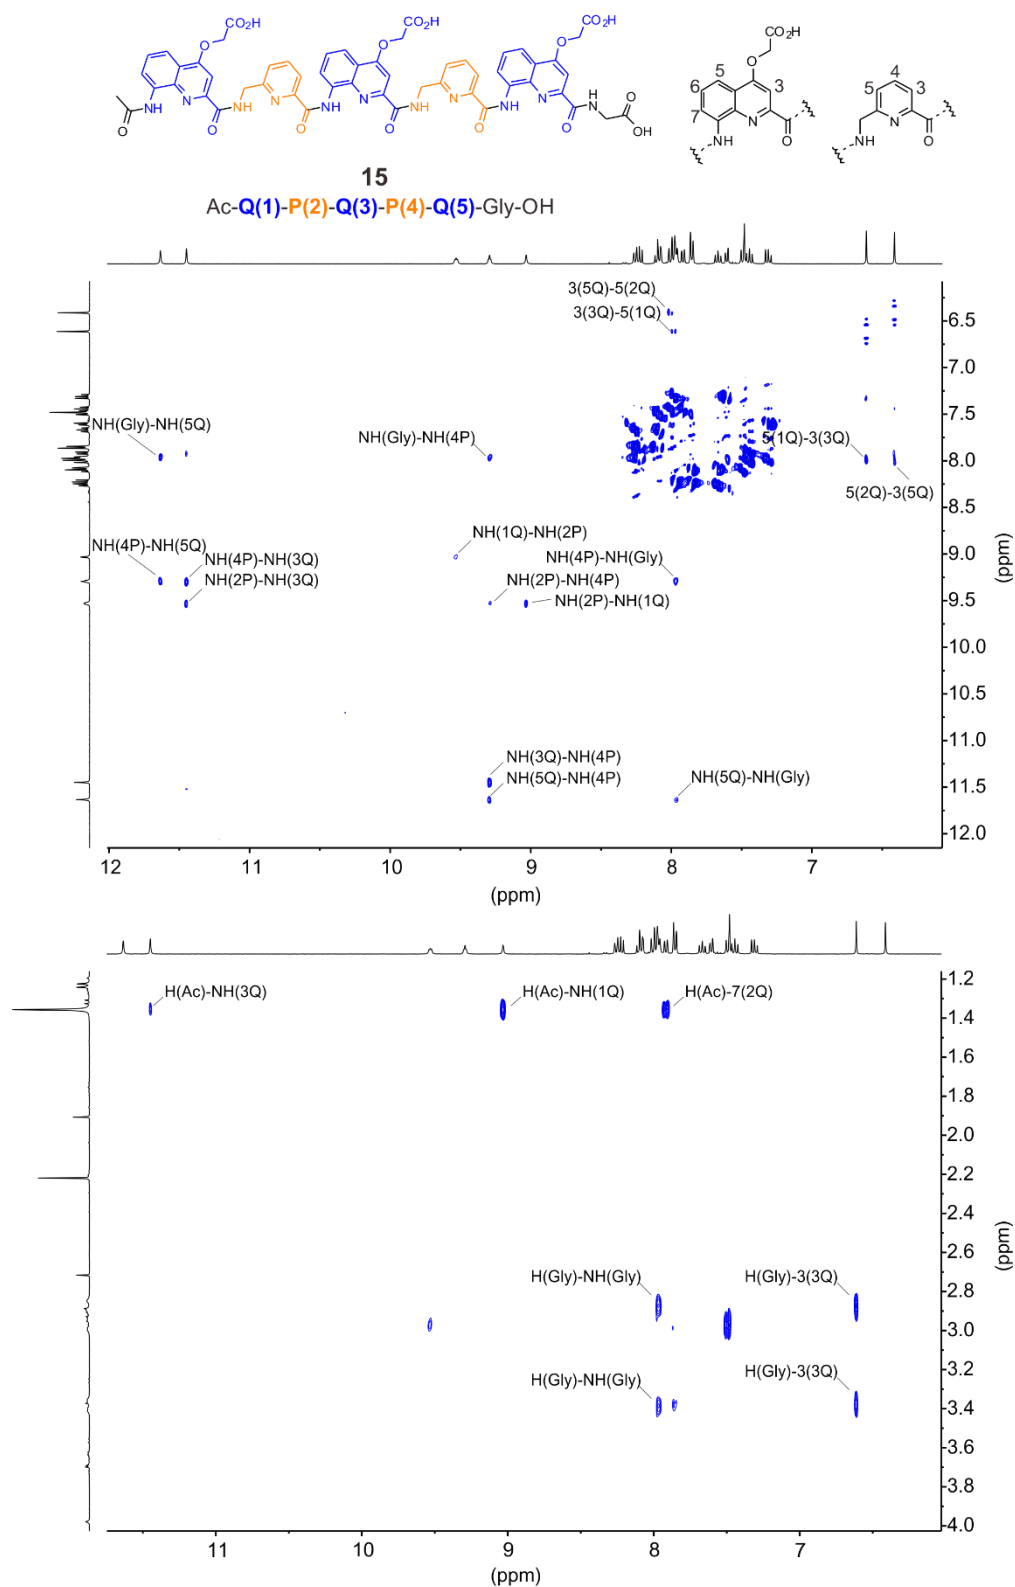 CO₂H
CO₂H
CO₂H
O
O
O
N
N
N
N
N
NH
O
O
NH
O
NH
O
NH
O
NH
O
HN
O
O
OH
CO₂H
O
5
6
7
3
N
NH
O
4
5
3
N
NH
O
15
Ac-Q(1)-P(2)-Q(3)-P(4)-Q(5)-Gly-OH
3(5Q)-5(2Q)
3(3Q)-5(1Q)
NH(Gly)-NH(5Q)
NH(Gly)-NH(4P)
5(1Q)-3(3Q)
5(2Q)-3(5Q)
NH(1Q)-NH(2P)
NH(4P)-NH(5Q)
NH(4P)-NH(3Q)
NH(4P)-NH(Gly)
NH(2P)-NH(3Q)
NH(2P)-NH(4P)
NH(2P)-NH(1Q)
NH(3Q)-NH(4P)
NH(5Q)-NH(4P)
NH(5Q)-NH(Gly)
6.5
7.0
7.5
8.0
8.5
9.0
9.5
10.0
10.5
11.0
11.5
12.0
(ppm)
12 11 10 9 8 7
(ppm)
H(Ac)-NH(3Q)
H(Ac)-NH(1Q)
H(Ac)-7(2Q)
H(Gly)-NH(Gly)
H(Gly)-3(3Q)
H(Gly)-NH(Gly)
H(Gly)-3(3Q)
1.2
1.4
1.6
1.8
2.0
2.2
2.4
2.6
2.8
3.0
3.2
3.4
3.6
3.8
4.0
(ppm)
11 10 9 8 7
(ppm)